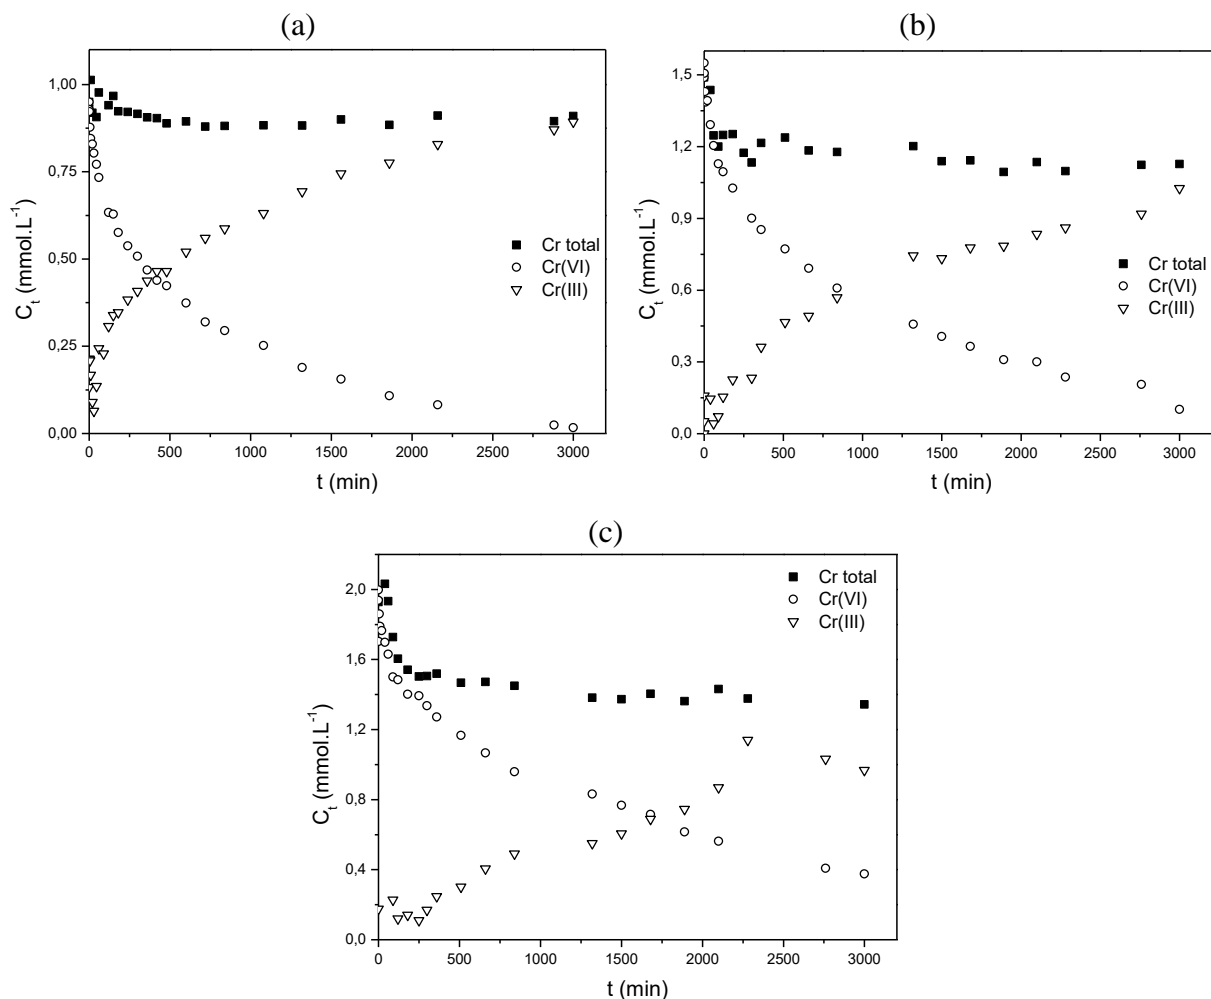 (a)
1,00
0,75
0,50
0,25
0,00
C_t (mmol.L^-1)
Cr total
Cr(VI)
Cr(III)
0 500 1000 1500 2000 2500 3000
t (min)
(b)
1,5
1,2
0,9
0,6
0,3
0,0
C_t (mmol.L^-1)
Cr total
Cr(VI)
Cr(III)
0 500 1000 1500 2000 2500 3000
t (min)
(c)
2,0
1,6
1,2
0,8
0,4
0,0
C_t (mmol.L^-1)
Cr total
Cr(VI)
Cr(III)
0 500 1000 1500 2000 2500 3000
t (min)